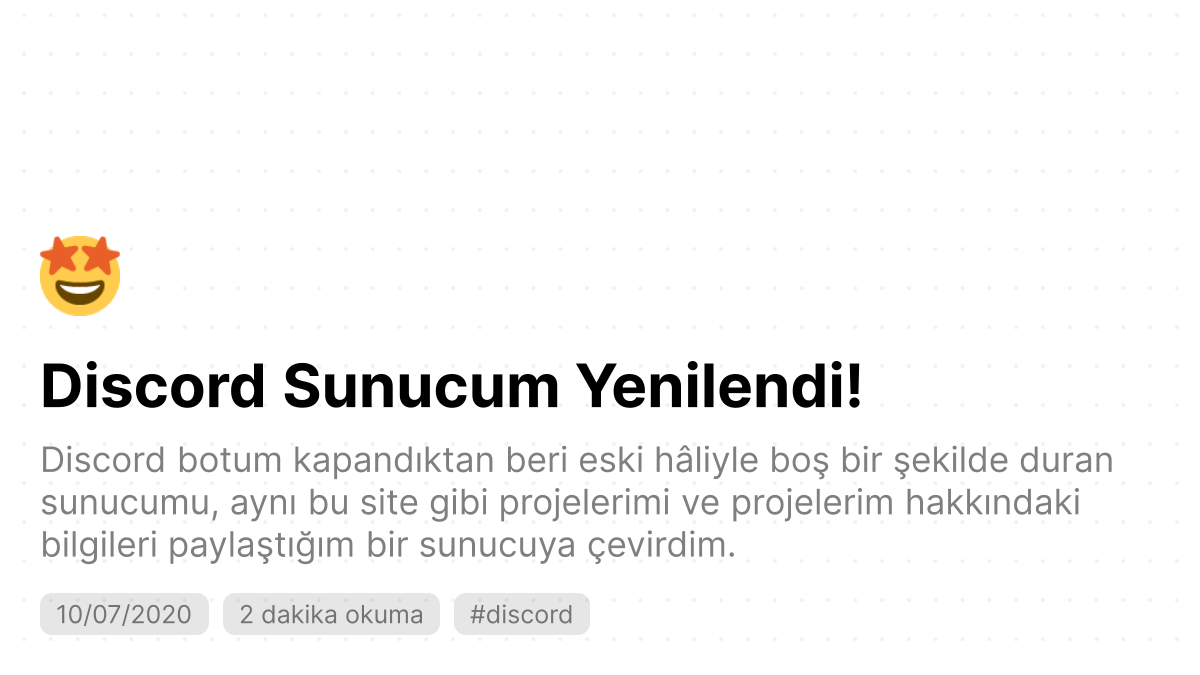 Discord Sunucum Yenilendi!
Discord botum kapandıktan beri eski hâliyle boş bir şekilde duran
sunucumu, aynı bu site gibi projelerimi ve projelerim hakkındaki
bilgileri paylaştığım bir sunucuya çevirdim.
10/07/2020 2 dakika okuma #discord